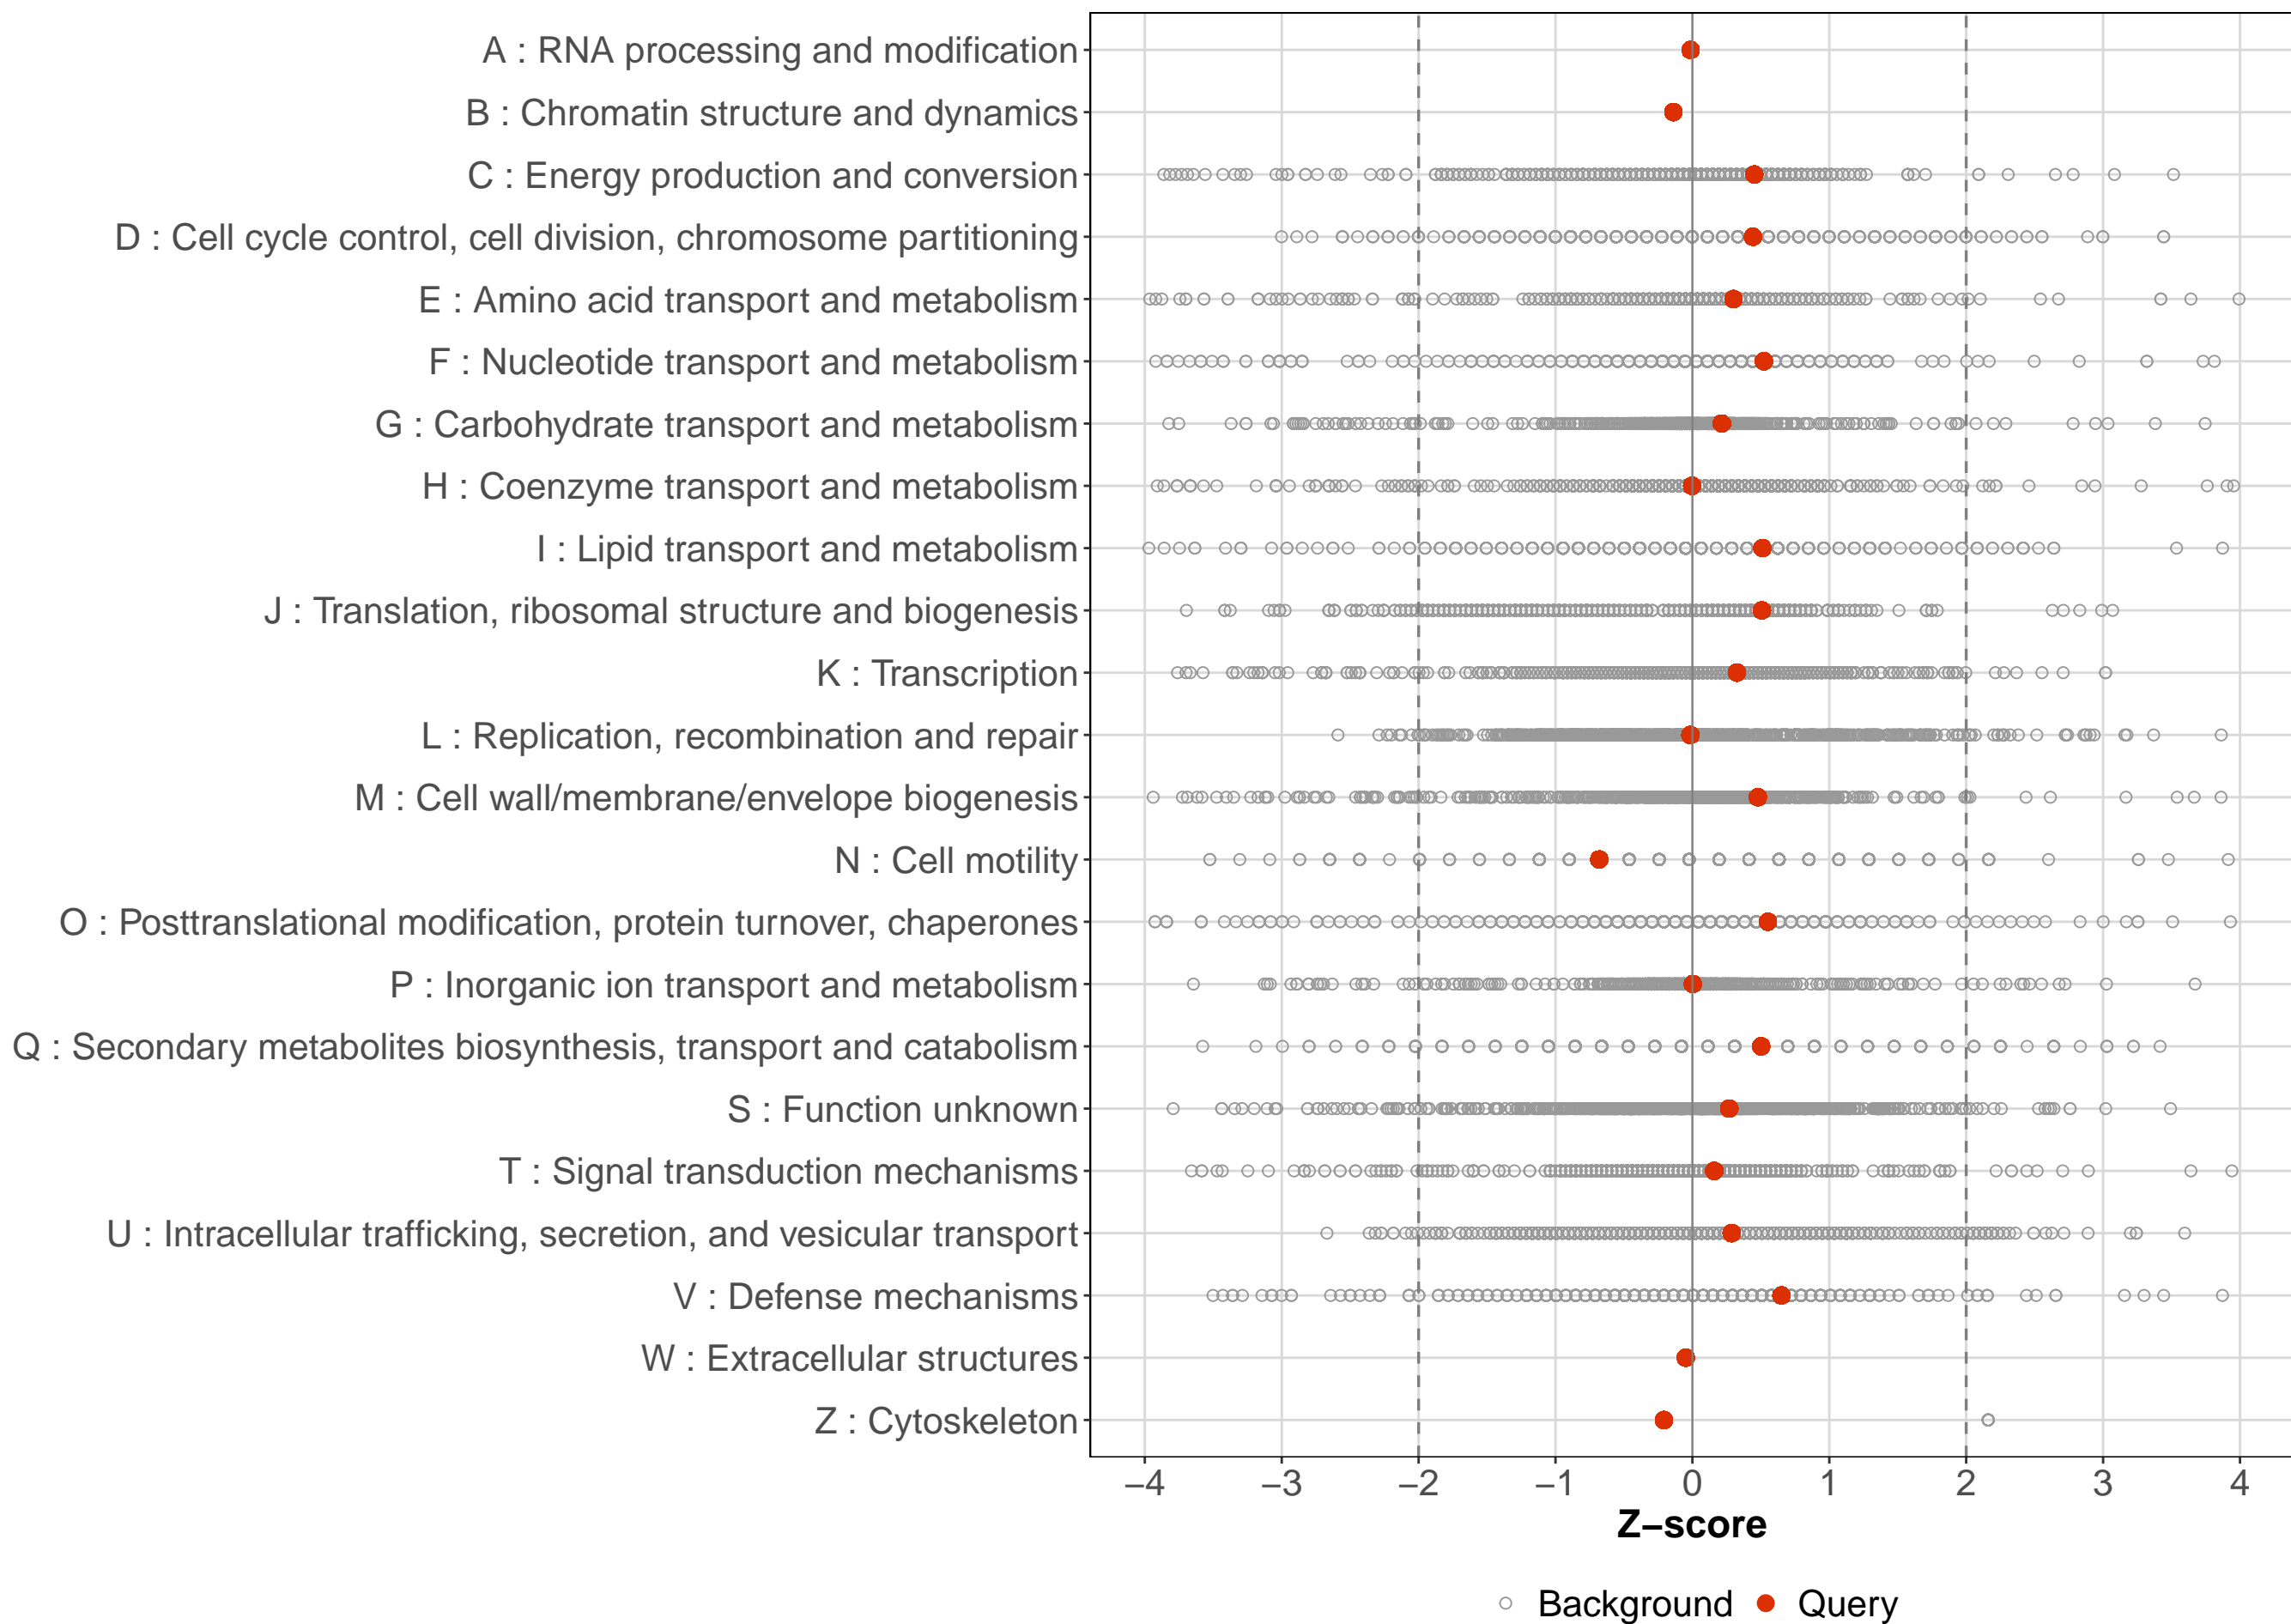 A : RNA processing and modification
B : Chromatin structure and dynamics
C : Energy production and conversion
D : Cell cycle control, cell division, chromosome partitioning
E : Amino acid transport and metabolism
F : Nucleotide transport and metabolism
G : Carbohydrate transport and metabolism
H : Coenzyme transport and metabolism
I : Lipid transport and metabolism
J : Translation, ribosomal structure and biogenesis
K : Transcription
L : Replication, recombination and repair
M : Cell wall/membrane/envelope biogenesis
N : Cell motility
O : Posttranslational modification, protein turnover, chaperones
P : Inorganic ion transport and metabolism
Q : Secondary metabolites biosynthesis, transport and catabolism
S : Function unknown
T : Signal transduction mechanisms
U : Intracellular trafficking, secretion, and vesicular transport
V : Defense mechanisms
W : Extracellular structures
Z : Cytoskeleton
−4 −3 −2 −1 0 1 2 3 4
Z−score
Background Query